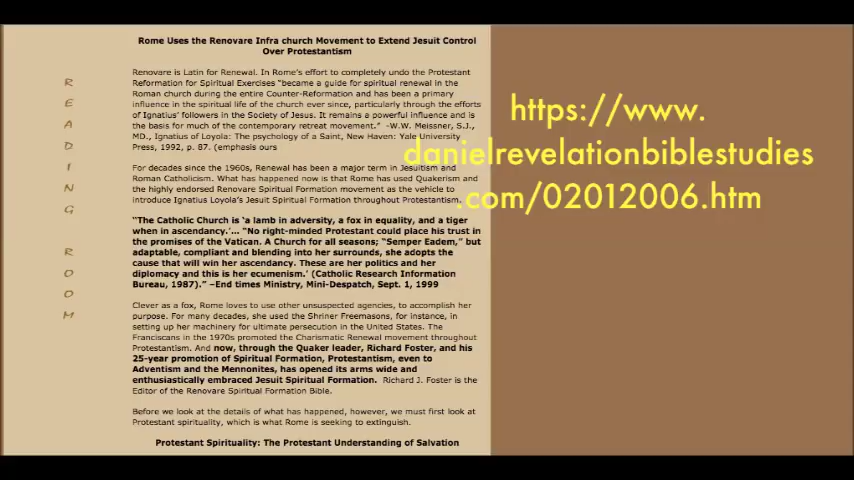 Rome Uses the Renovare Infra church Movement to Extend Jesuit Control
Over Protestantism
Renovare is Latin for Renewal. In Rome's effort to completely undo the Protestant
Reformation for Spiritual Exercises "became a guide for spiritual renewal in the
Roman church during the entire Counter-Reformation and has been a primary
influence in the spiritual life of the church ever since, particularly through the efforts
of Ignatius' followers in the Society of Jesus. It remains a powerful influence and is
the basis for much of the contemporary retreat movement." -W.W. Meissner, S.J.,
MD., Ignatius of Loyola: The psychology of a Saint, New Haven: Yale University
Press, 1992, p. 87. (emphasis ours
For decades since the 1960s, Renewal has been a major term in Jesuitism and
Roman Catholicism. What has happened now is that Rome has used Quakerism and
the highly endorsed Renovare Spiritual Formation movement as the vehicle to
introduce Ignatius Loyola's Jesuit Spiritual Formation throughout Protestantism.
"The Catholic Church is 'a lamb in adversity, a fox in equality, and a tiger
when in ascendancy.'... "No right-minded Protestant could place his trust in
the promises of the Vatican. A Church for all seasons; "Semper Eadem," but
adaptable, compliant and blending into her surrounds, she adopts the
cause that will win her ascendancy. These are her politics and her
diplomacy and this is her ecumenism.' (Catholic Research Information
Bureau, 1987)." –End times Ministry, Mini-Despatch, Sept. 1, 1999
Clever as a fox, Rome loves to use other unsuspected agencies, to accomplish her
purpose. For many decades, she used the Shriner Freemasons, for instance, in
setting up her machinery for ultimate persecution in the United States. The
Franciscans in the 1970s promoted the Charismatic Renewal movement throughout
Protestantism. And now, through the Quaker leader, Richard Foster, and his
25-year promotion of Spiritual Formation, Protestantism, even to
Adventism and the Mennonites, has opened its arms wide and
enthusiastically embraced Jesuit Spiritual Formation. Richard J. Foster is the
Editor of the Renovare Spiritual Formation Bible.
Before we look at the details of what has happened, however, we must first look at
Protestant spirituality, which is what Rome is seeking to extinguish.
Protestant Spirituality: The Protestant Understanding of Salvation
R
E
A
D
I
N
G
R
O
O
M
https://www.
danielrevelationbiblestudies
.com/02012006.htm